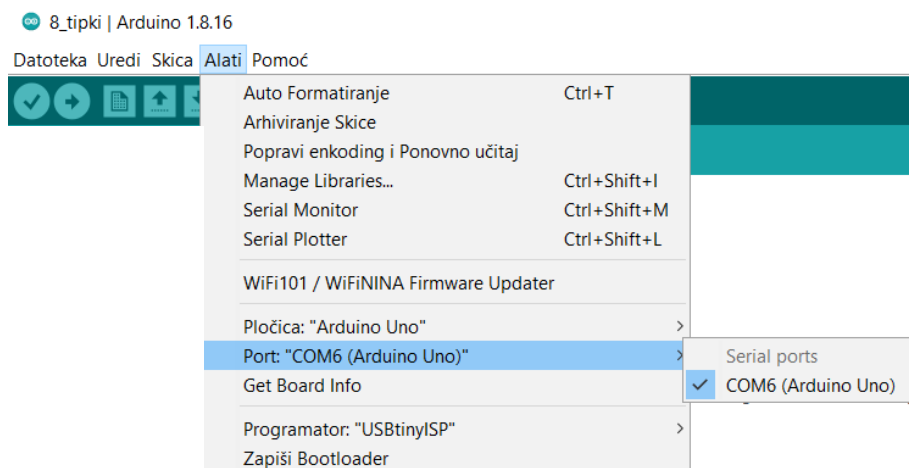 8_tipki | Arduino 1.8.16
Datoteka Uredi Skica Alati Pomoć
Auto Formatiranje Ctrl+T
Arhiviranje Skice
Popravi enkoding i Ponovno učitaj
Manage Libraries... Ctrl+Shift+I
Serial Monitor Ctrl+Shift+M
Serial Plotter Ctrl+Shift+L
WiFi101 / WiFiNINA Firmware Updater
Pločica: "Arduino Uno"
Port: "COM6 (Arduino Uno)"
Serial ports
Get Board Info
COM6 (Arduino Uno)
Programator: "USBtinyISP"
Zapiši Bootloader